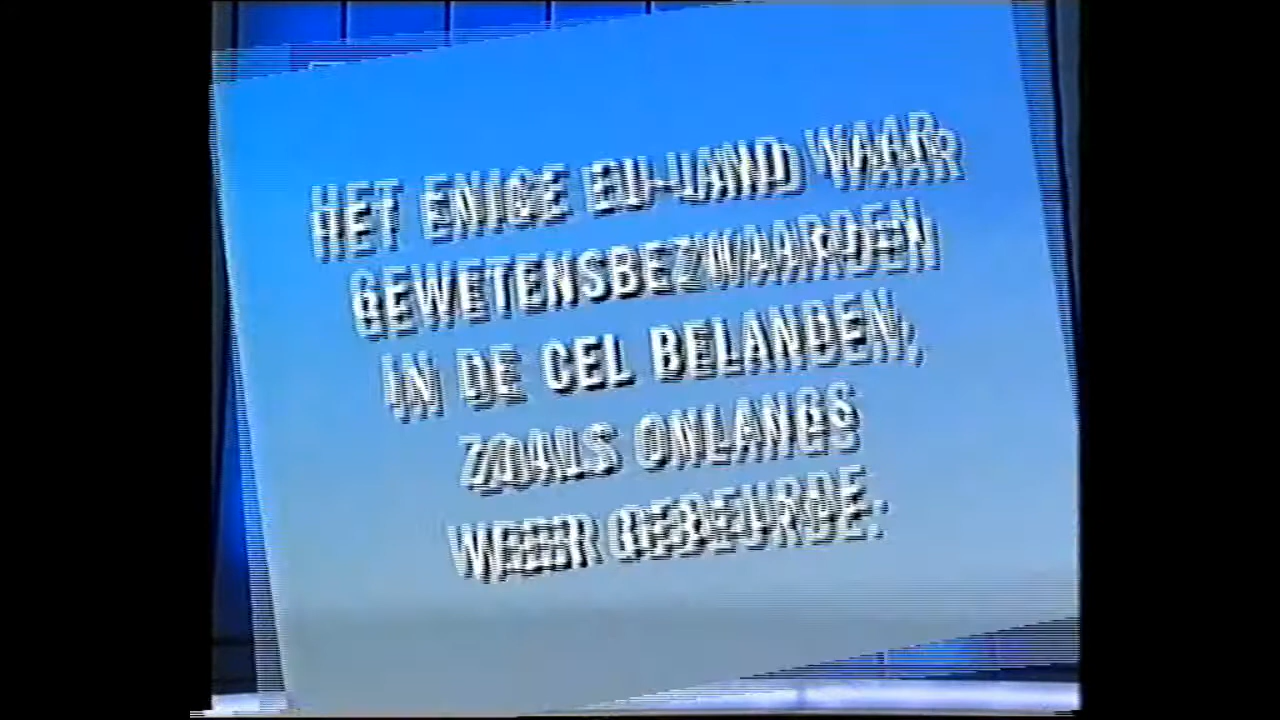 HET ENIGE EU-LAND WAAR
GEWETENSBEZWAARDEN
IN DE CEL BELANDEN,
ZOALS ONLANGS
WEER GEBEURDE.